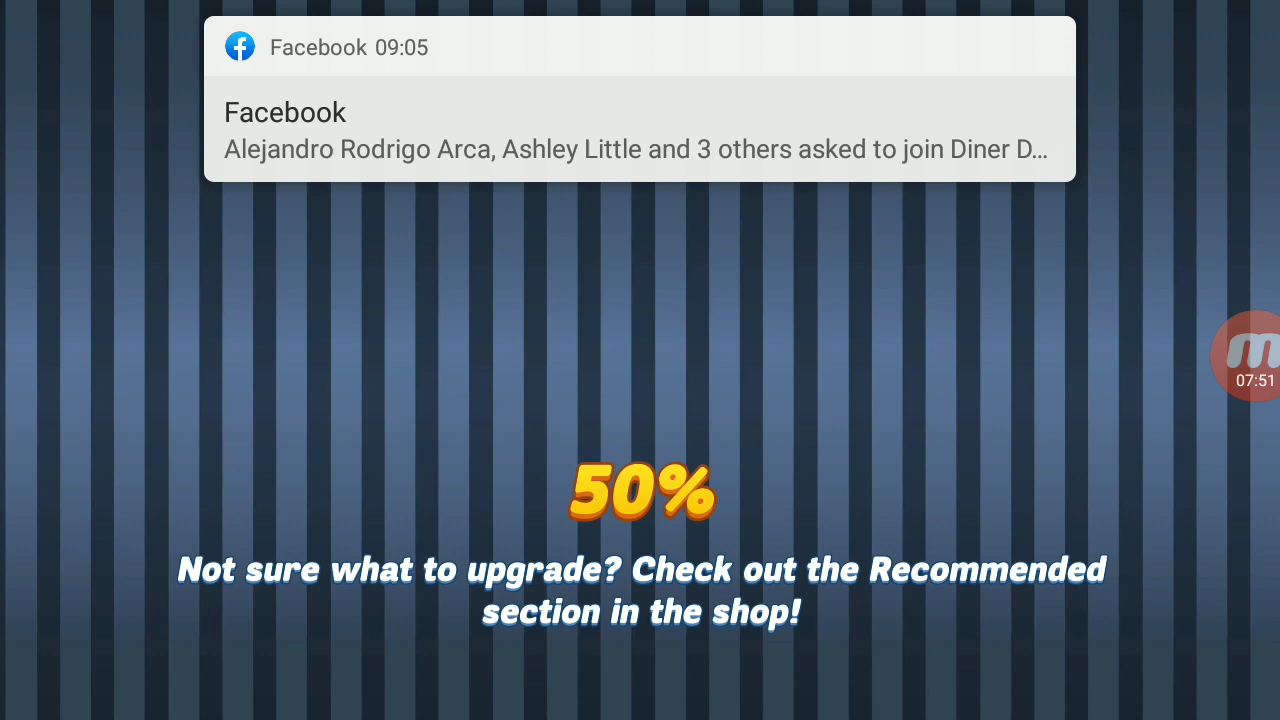 Facebook 09:05
Facebook
Alejandro Rodrigo Arca, Ashley Little and 3 others asked to join Diner D...
07:51
50%
Not sure what to upgrade? Check out the Recommended
section in the shop!